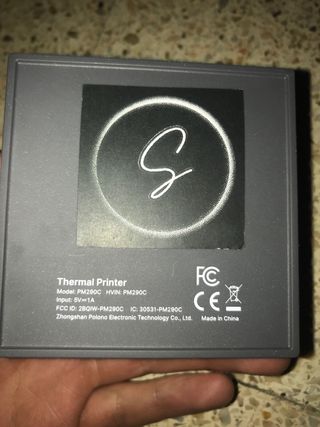 S
Thermal Printer
Model: PM290C HVIN: PM290C
Input: 5V⎓1A
FCC ID: 2BQIW-PM290C IC: 30531-PM290C
Zhongshan Polono Electronic Technology Co., Ltd.
FC
CE
Made in China